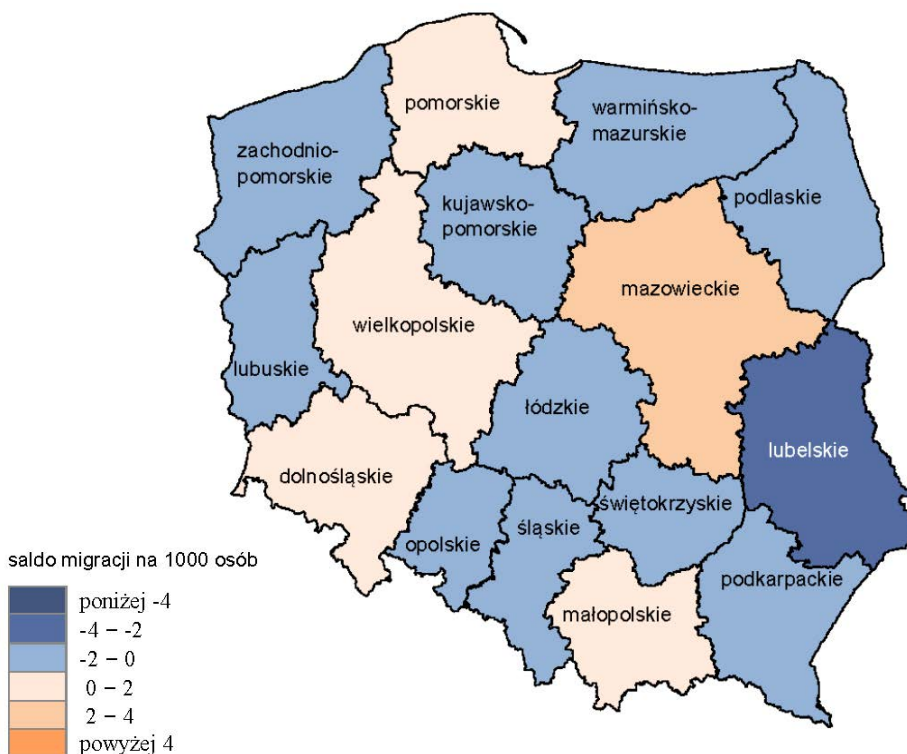 pomorskie
warmińsko-
mazurskie
zachodnio-
pomorskie
podlaskie
kujawsko-
pomorskie
mazowieckie
wielkopolskie
lubuskie
łódzkie
lubelskie
dolnośląskie
świętokrzyskie
śląskie
opolskie
podkarpackie
małopolskie
saldo migracji na 1000 osób
poniżej -4
-4 – -2
-2 – 0
0 – 2
2 – 4
powyżej 4